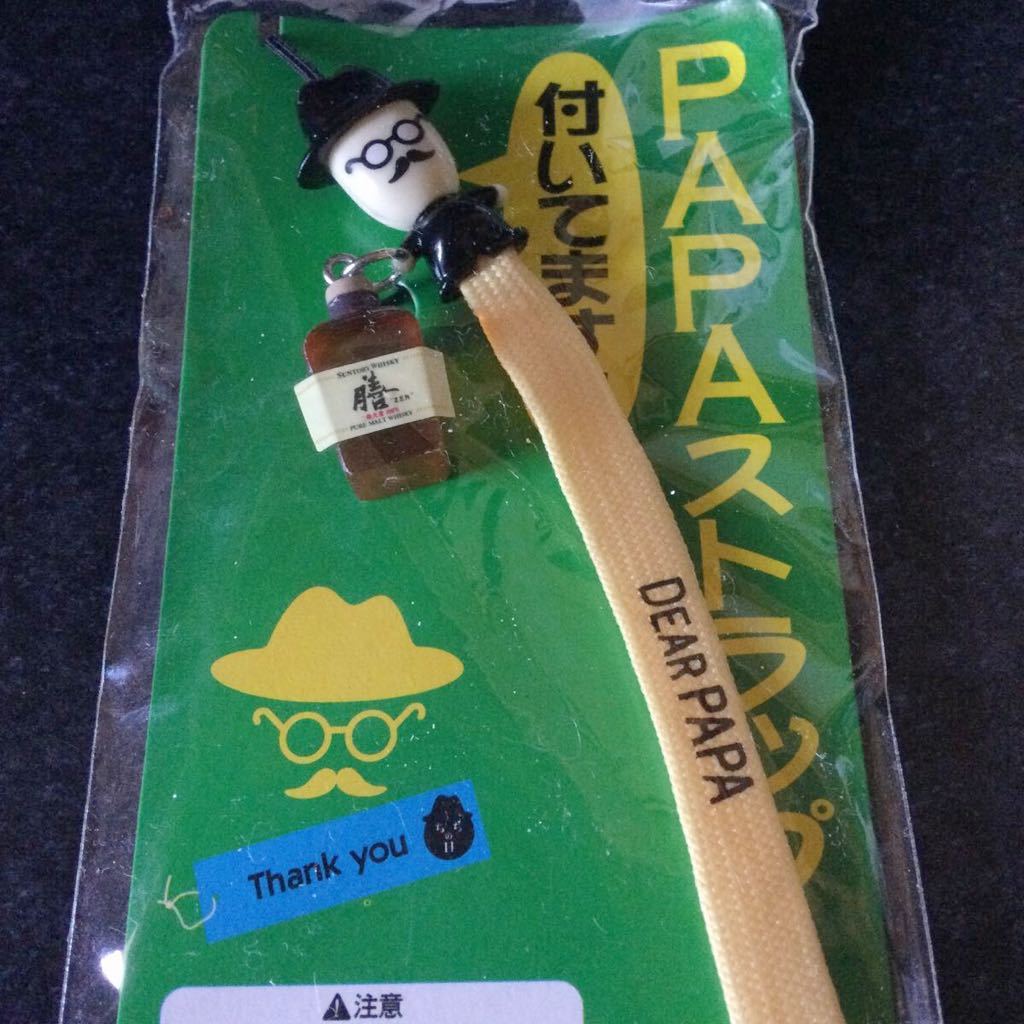 PAPAストラップ
付いてます
SUNTORY WHISKY
膳
"ZEN"
PURE MALT WHISKY
DEAR PAPA
Thank you
⚠注意